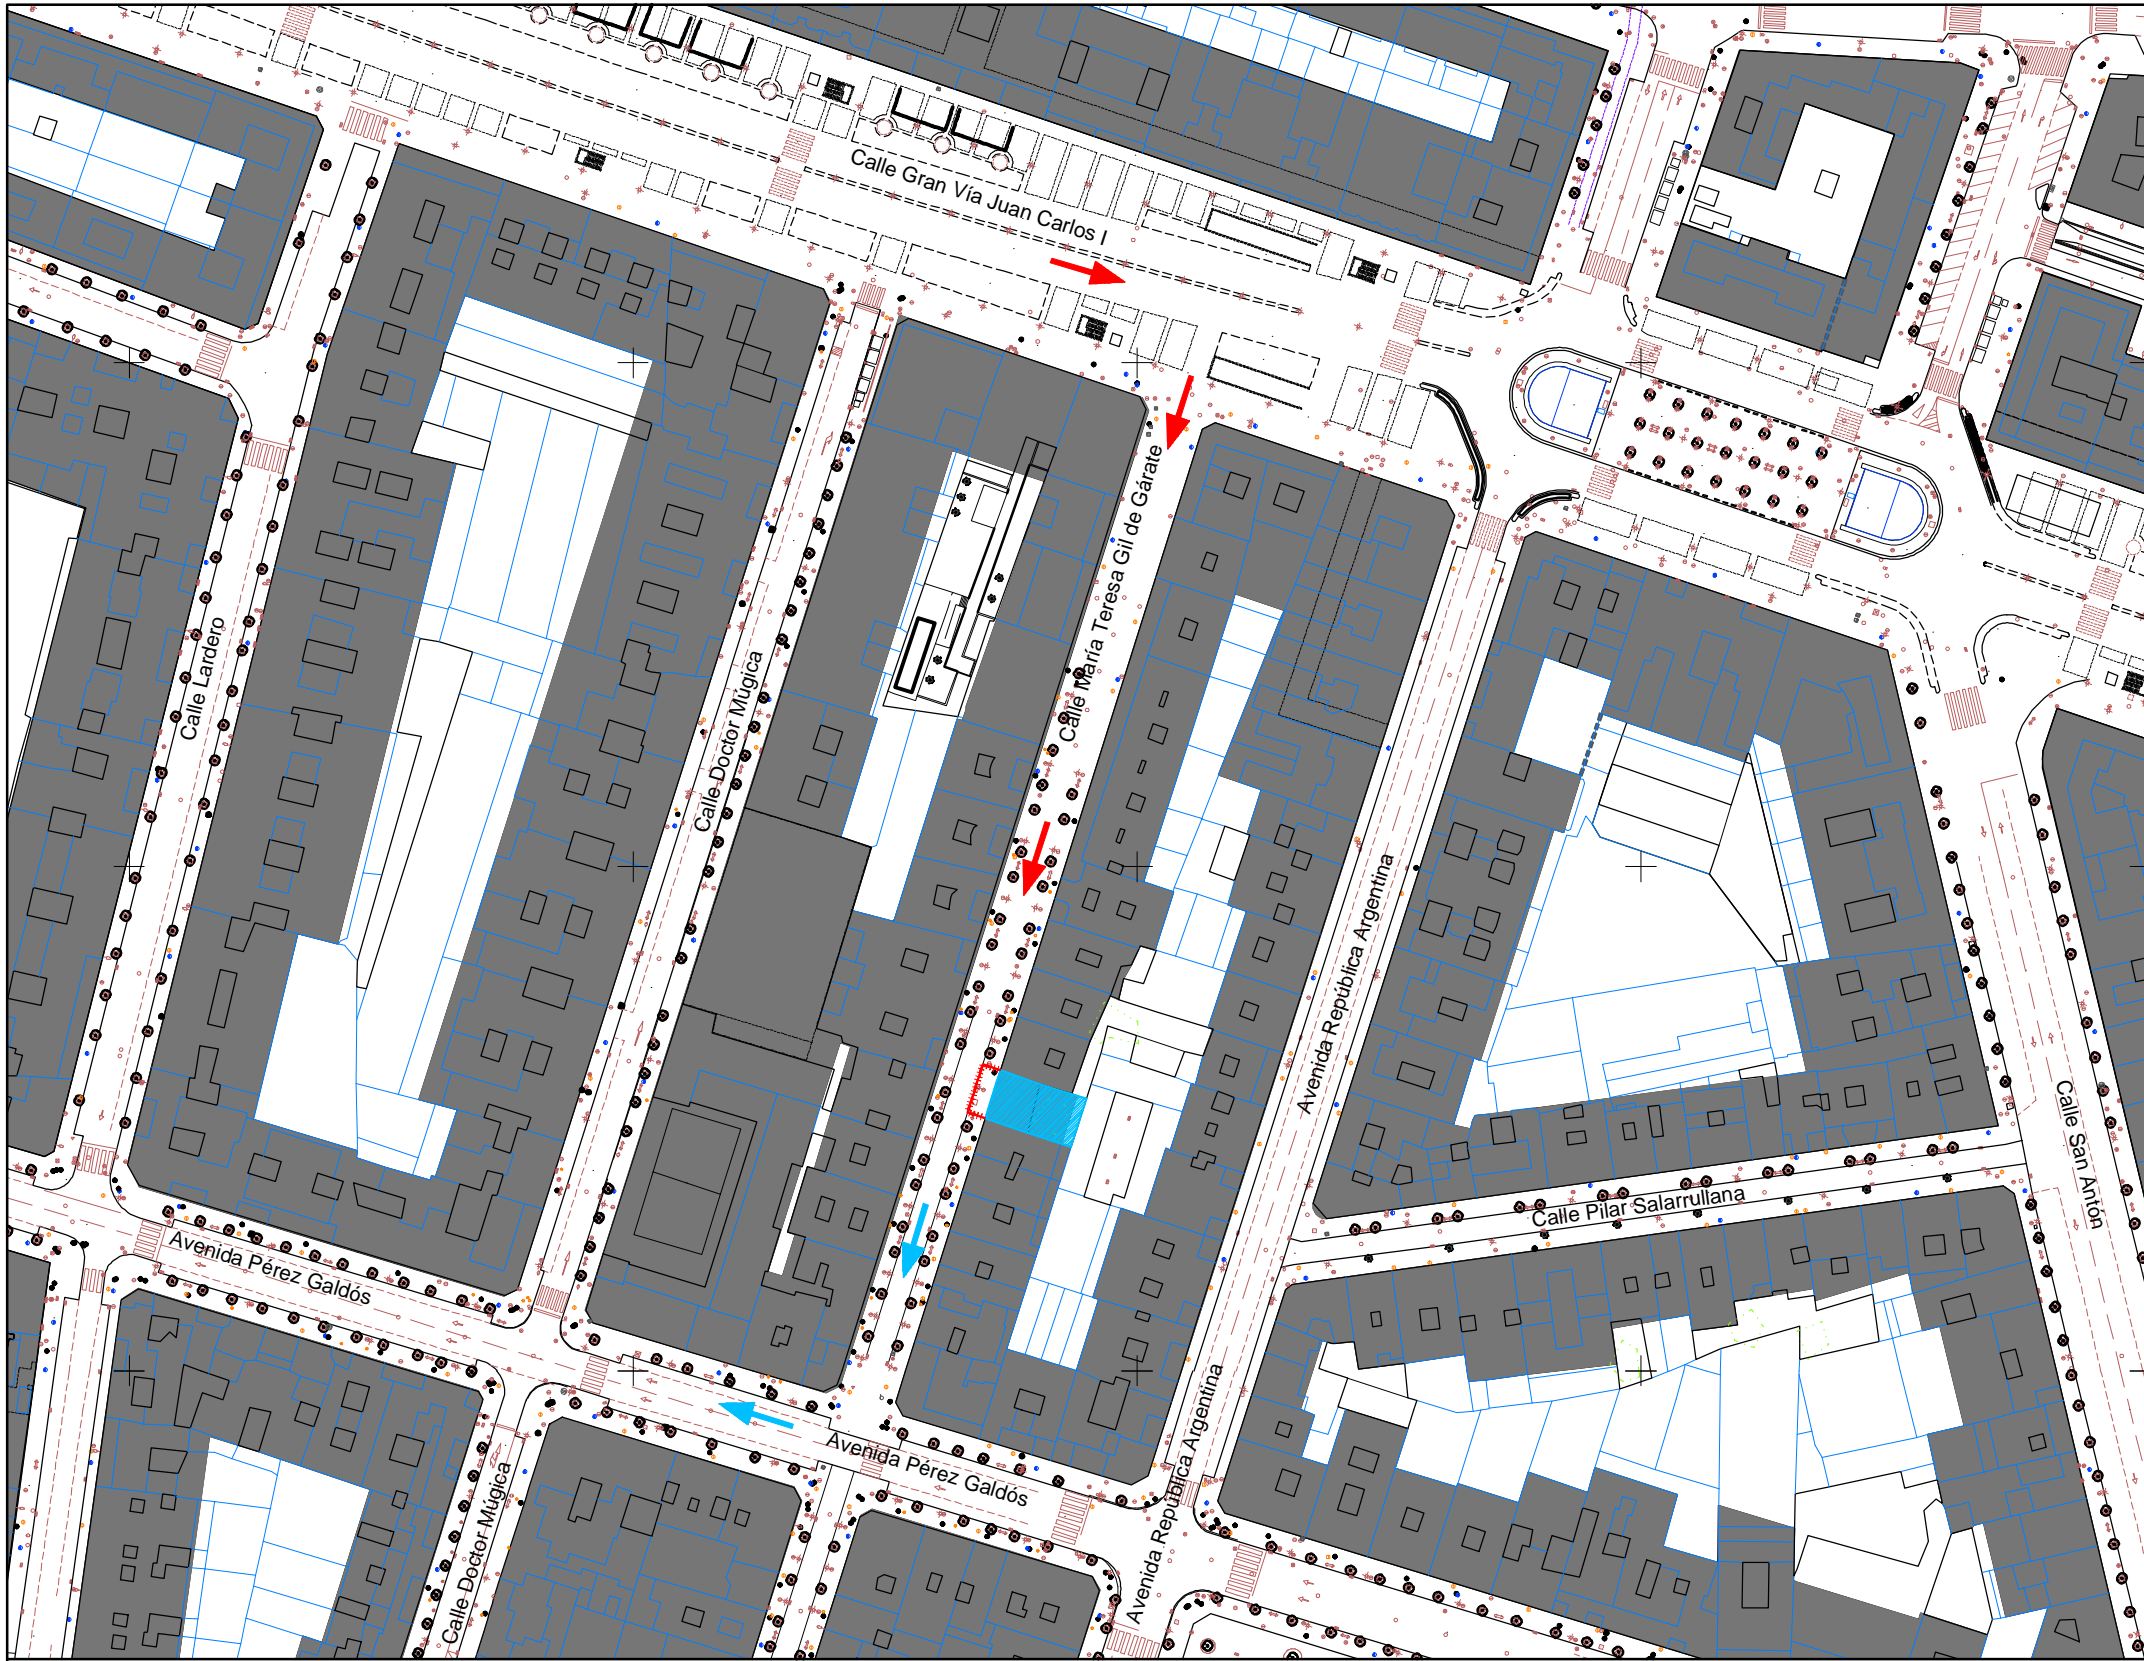 Calle Gran Vía Juan Carlos I
Calle María Teresa Gil de Gárate
Calle Lardero
Calle Doctor Múgica
Avenida República Argentina
Calle San Antón
Calle Pilar Salarrullana
Avenida Pérez Galdós
Avenida República Argentina
Avenida Pérez Galdós
Calle Doctor Múgica